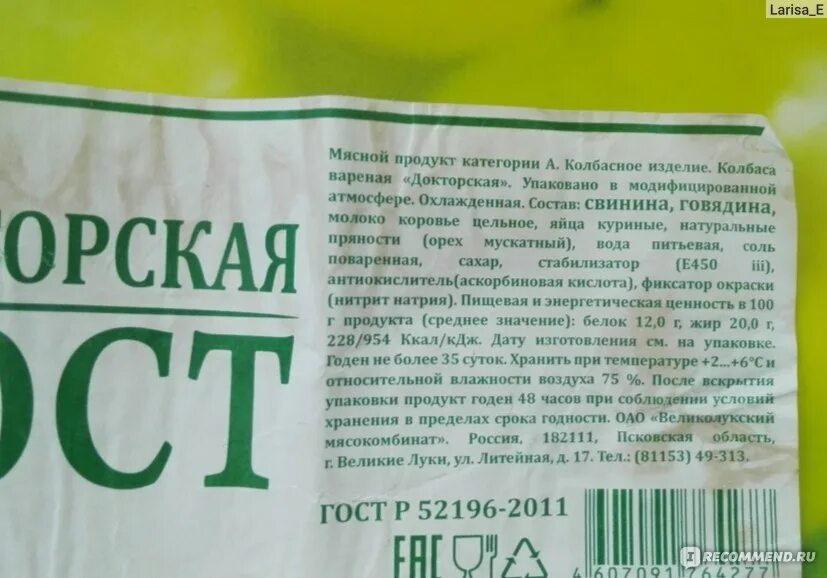 Larisa_E
ОРСКАЯ
ОСТ
Мясной продукт категории А. Колбасное изделие. Колбаса
вареная «Докторская». Упаковано в модифицированной
атмосфере. Охлажденная. Состав: свинина, говядина,
молоко коровье цельное, яйца куриные, натуральные
пряности (орех мускатный), вода питьевая, соль
поваренная, сахар, стабилизатор (Е450 iii),
антиокислитель(аскорбиновая кислота), фиксатор окраски
(нитрит натрия). Пищевая и энергетическая ценность в 100
г продукта (среднее значение): белок 12,0 г, жир 20,0 г,
228/954 Ккал/кДж. Дату изготовления см. на упаковке.
Годен не более 35 суток. Хранить при температуре +2...+6°С и
относительной влажности воздуха 75 %. После вскрытия
упаковки продукт годен 48 часов при соблюдении условий
хранения в пределах срока годности. ОАО «Великолукский
мясокомбинат». Россия, 182111, Псковская область,
г. Великие Луки, ул. Литейная, д. 17. Тел.: (81153) 49-313.
ГОСТ Р 52196-2011
ЕАС
4 607091 764277
IRECOMMEND.RU